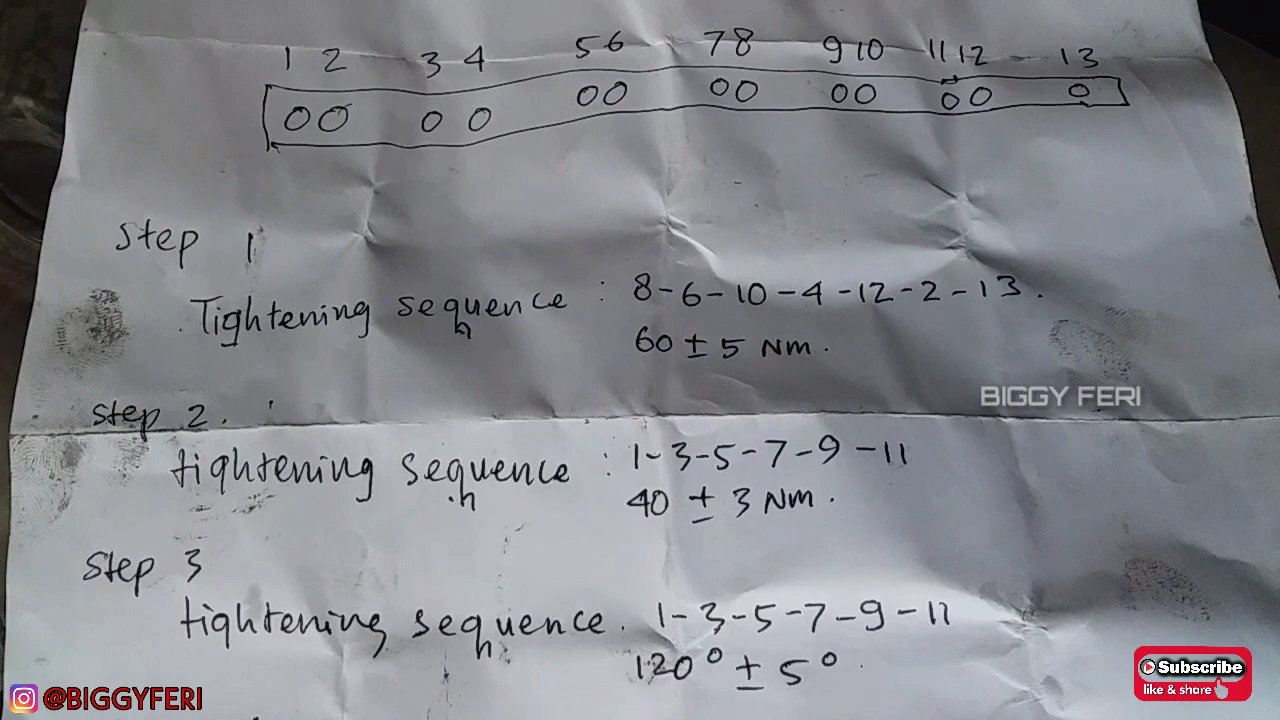 1 2 3 4 5 6 7 8 9 10 11 12 13
Step 1
Tightening sequence : 8-6-10-4-12-2-13.
60 ± 5 Nm.
Step 2.
tightening sequence : 1-3-5-7-9-11
40 ± 3 Nm.
Step 3
tightening sequence. 1-3-5-7-9-11
120° ± 5°.
BIGGY FERI
@BIGGYFERI
Subscribe
like & share